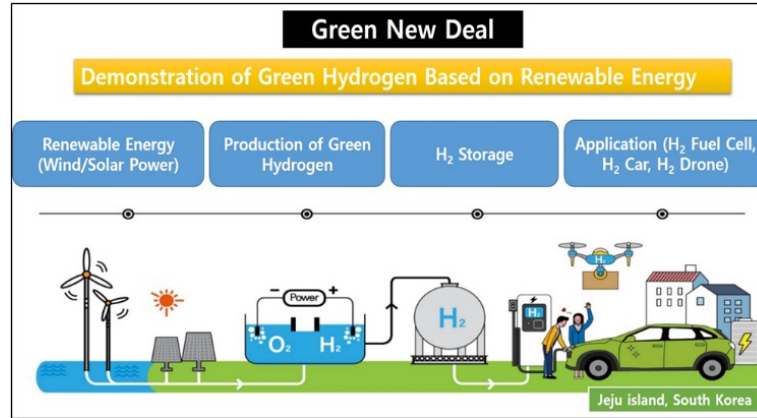 Green New Deal
Demonstration of Green Hydrogen Based on Renewable Energy
Renewable Energy
(Wind/Solar Power)
Production of Green
Hydrogen
H₂ Storage
Application (H₂ Fuel Cell,
H₂ Car, H₂ Drone)
− Power +
O₂ H₂
H₂
H₂
H₂
Jeju island, South Korea